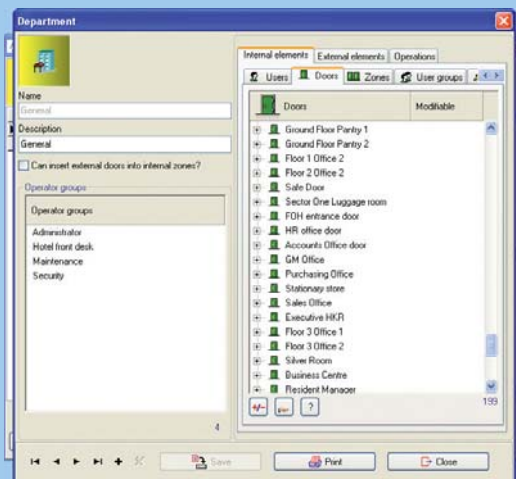 Department
Internal elements External elements Operations
Users Doors Zones User groups
Name
General
Description
General
Can insert external doors into internal zones?
Operator groups
Operator groups
Administrator
Hotel front desk
Maintenance
Security
4
Doors Modifiable
Ground Floor Pantry 1
Ground Floor Pantry 2
Floor 1 Office 2
Floor 2 Office 2
Safe Door
Sector One Luggage room
FOH entrance door
HR office door
Accounts Office door
GM Office
Purchasing Office
Stationary store
Sales Office
Executive HKR
Floor 3 Office 1
Floor 3 Office 2
Silver Room
Business Centre
Resident Manager
+/- ? 199
Save Print Close